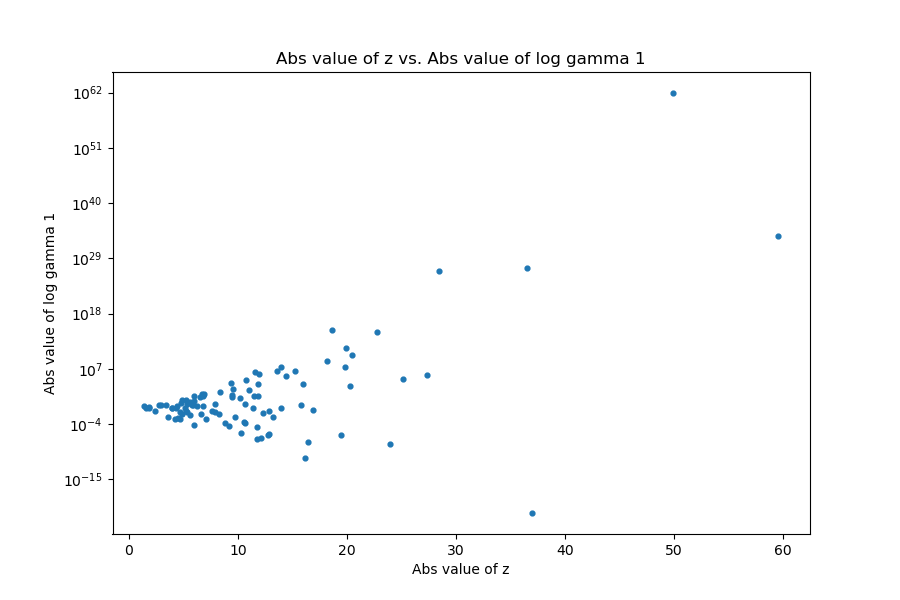 Abs value of z vs. Abs value of log gamma 1
Abs value of log gamma 1
10^62
10^51
10^40
10^29
10^18
10^7
10^−4
10^−15
0 10 20 30 40 50 60
Abs value of z